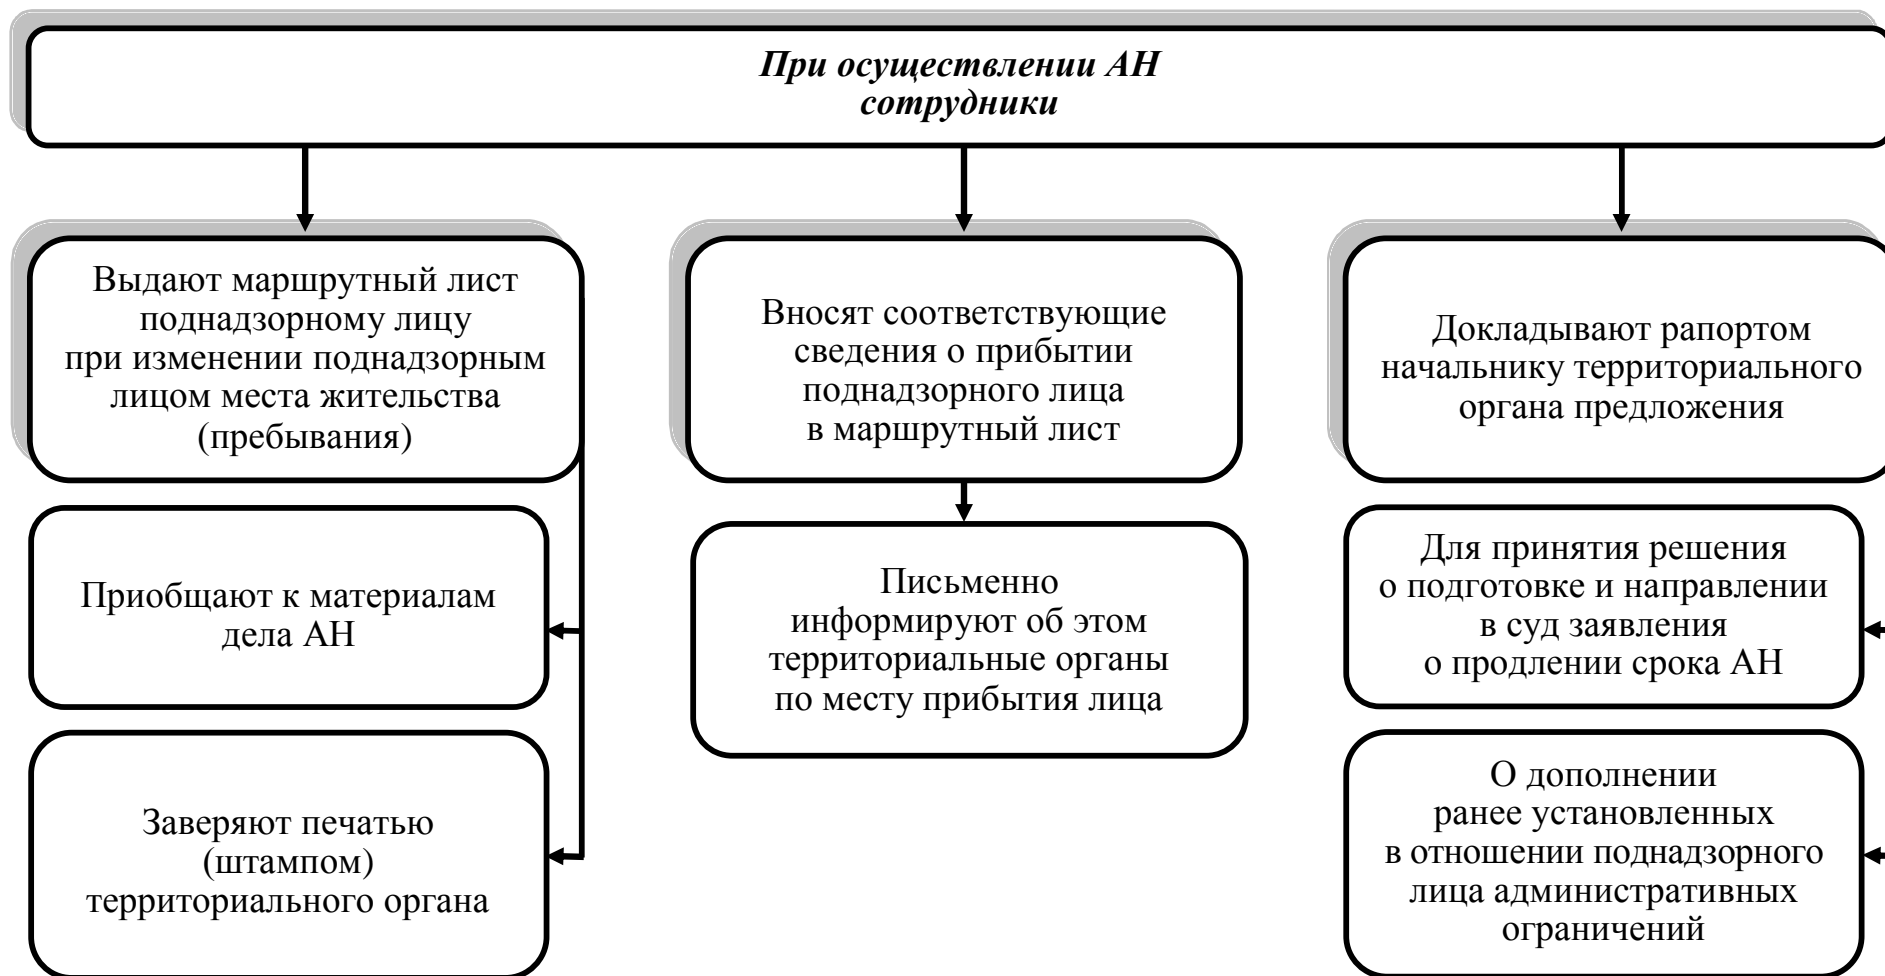 При осуществлении АН
сотрудники
Выдают маршрутный лист
поднадзорному лицу
при изменении поднадзорным
лицом места жительства
(пребывания)
Приобщают к материалам
дела АН
Заверяют печатью
(штампом)
территориального органа
Вносят соответствующие
сведения о прибытии
поднадзорного лица
в маршрутный лист
Письменно
информируют об этом
территориальные органы
по месту прибытия лица
Докладывают рапортом
начальнику территориального
органа предложения
Для принятия решения
о подготовке и направлении
в суд заявления
о продлении срока АН
О дополнении
ранее установленных
в отношении поднадзорного
лица административных
ограничений